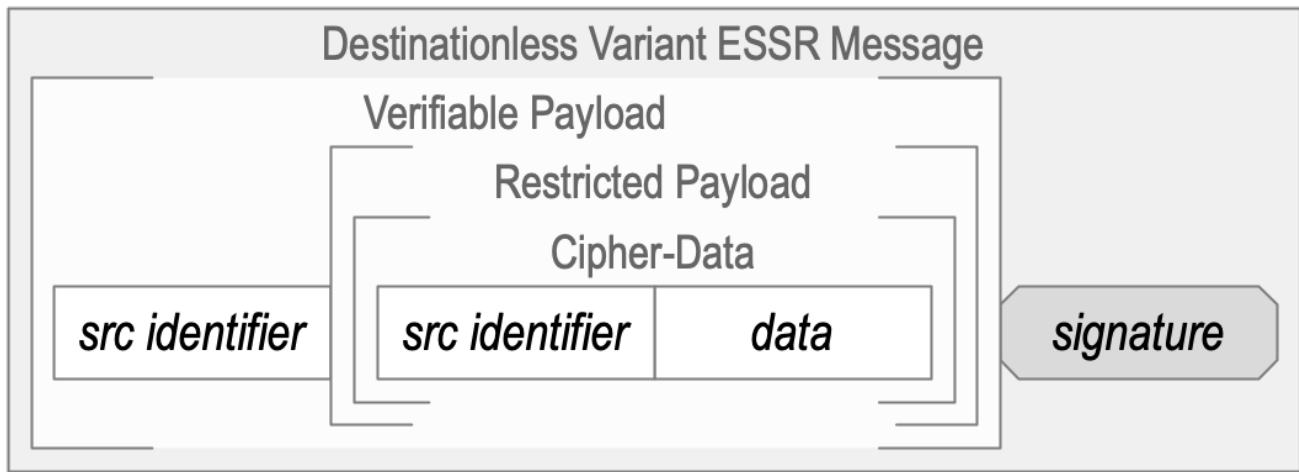 Destinationless Variant ESSR Message
Verifiable Payload
Restricted Payload
Cipher-Data
src identifier src identifier data signature